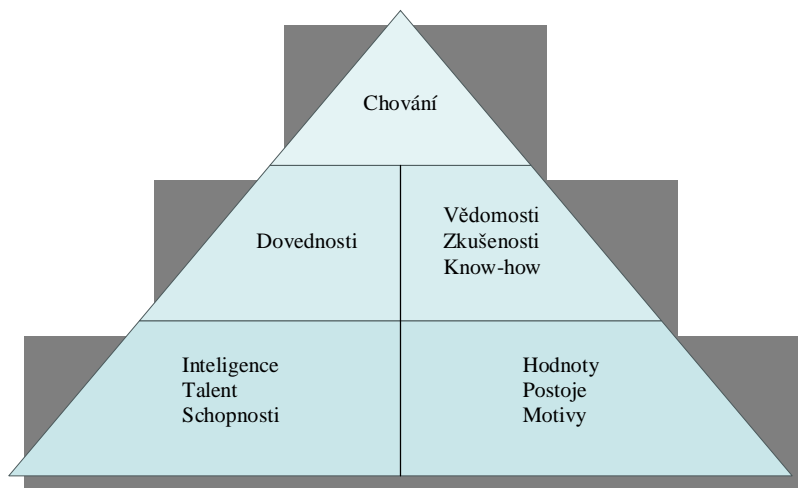 Chování
Dovednosti
Vědomosti
Zkušenosti
Know-how
Inteligence
Talent
Schopnosti
Hodnoty
Postoje
Motivy